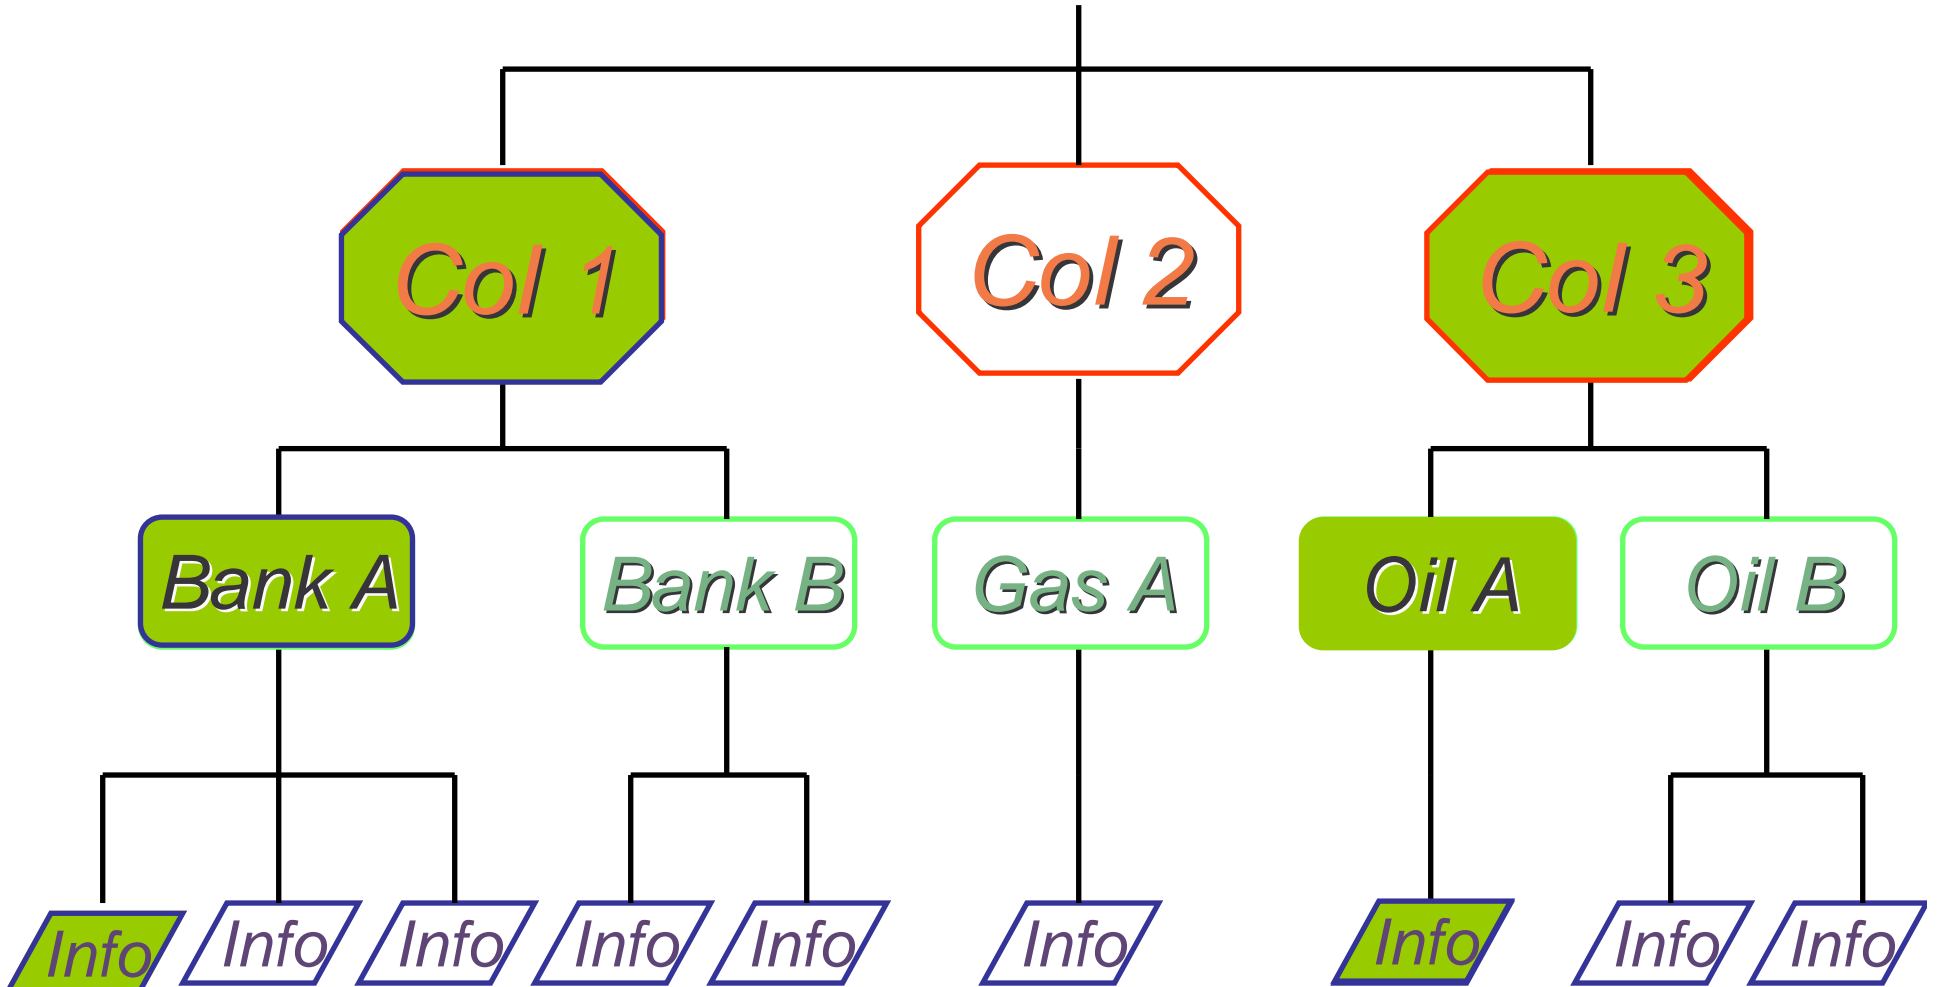 Col 1
Col 2
Col 3
Bank A
Bank B
Gas A
Oil A
Oil B
Info
Info
Info
Info
Info
Info
Info
Info
Info